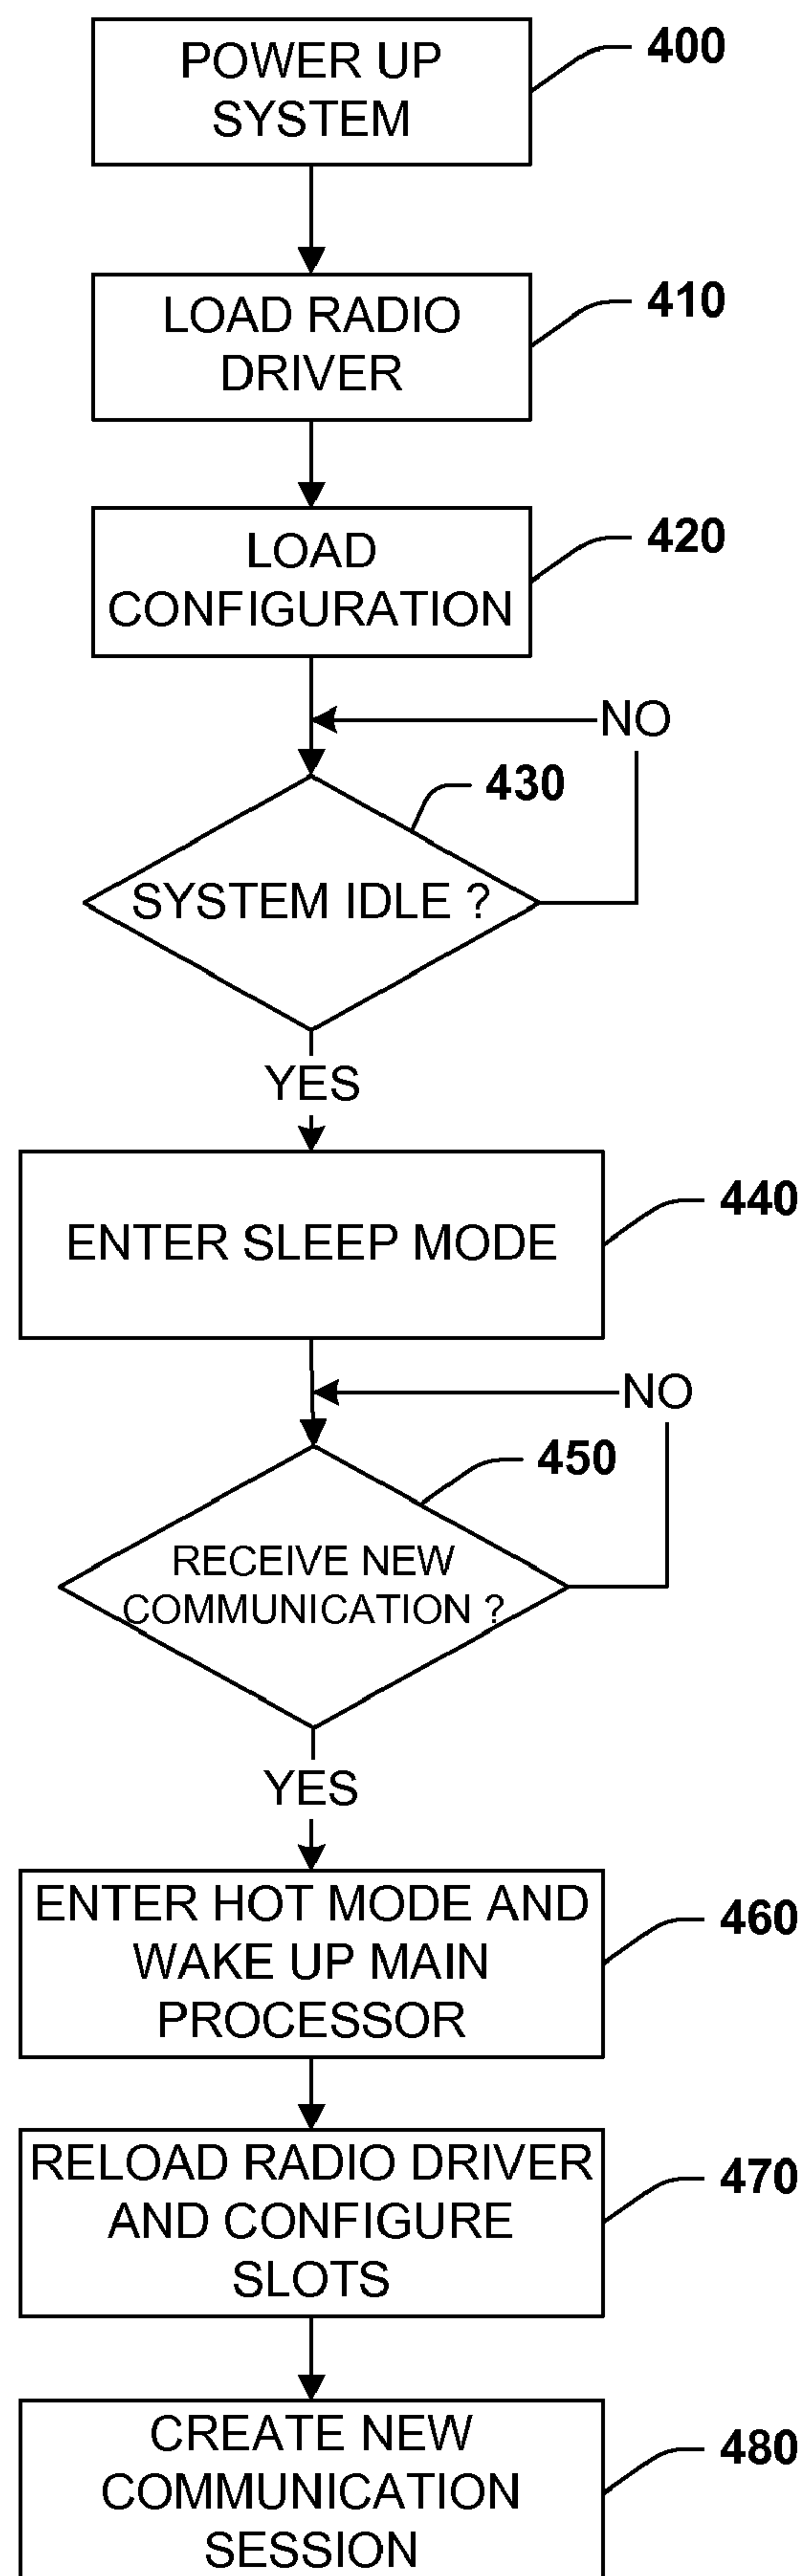 POWER UP
SYSTEM
400
LOAD RADIO
DRIVER
410
LOAD
CONFIGURATION
420
NO
430
SYSTEM IDLE ?
YES
ENTER SLEEP MODE
440
NO
450
RECEIVE NEW
COMMUNICATION ?
YES
ENTER HOT MODE AND
WAKE UP MAIN
PROCESSOR
460
RELOAD RADIO DRIVER
AND CONFIGURE
SLOTS
470
CREATE NEW
COMMUNICATION
SESSION
480